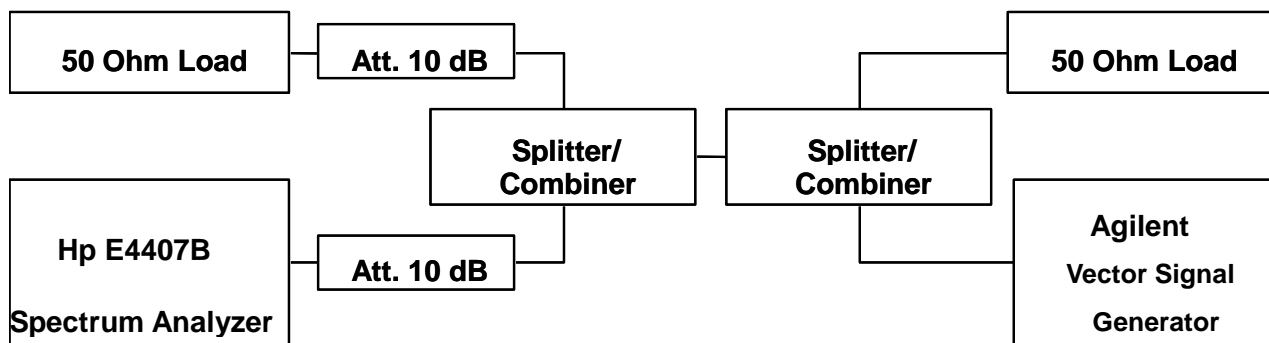 50 Ohm Load
Att. 10 dB
50 Ohm Load
Splitter/
Combiner
Splitter/
Combiner
Hp E4407B
Spectrum Analyzer
Att. 10 dB
Agilent
Vector Signal
Generator